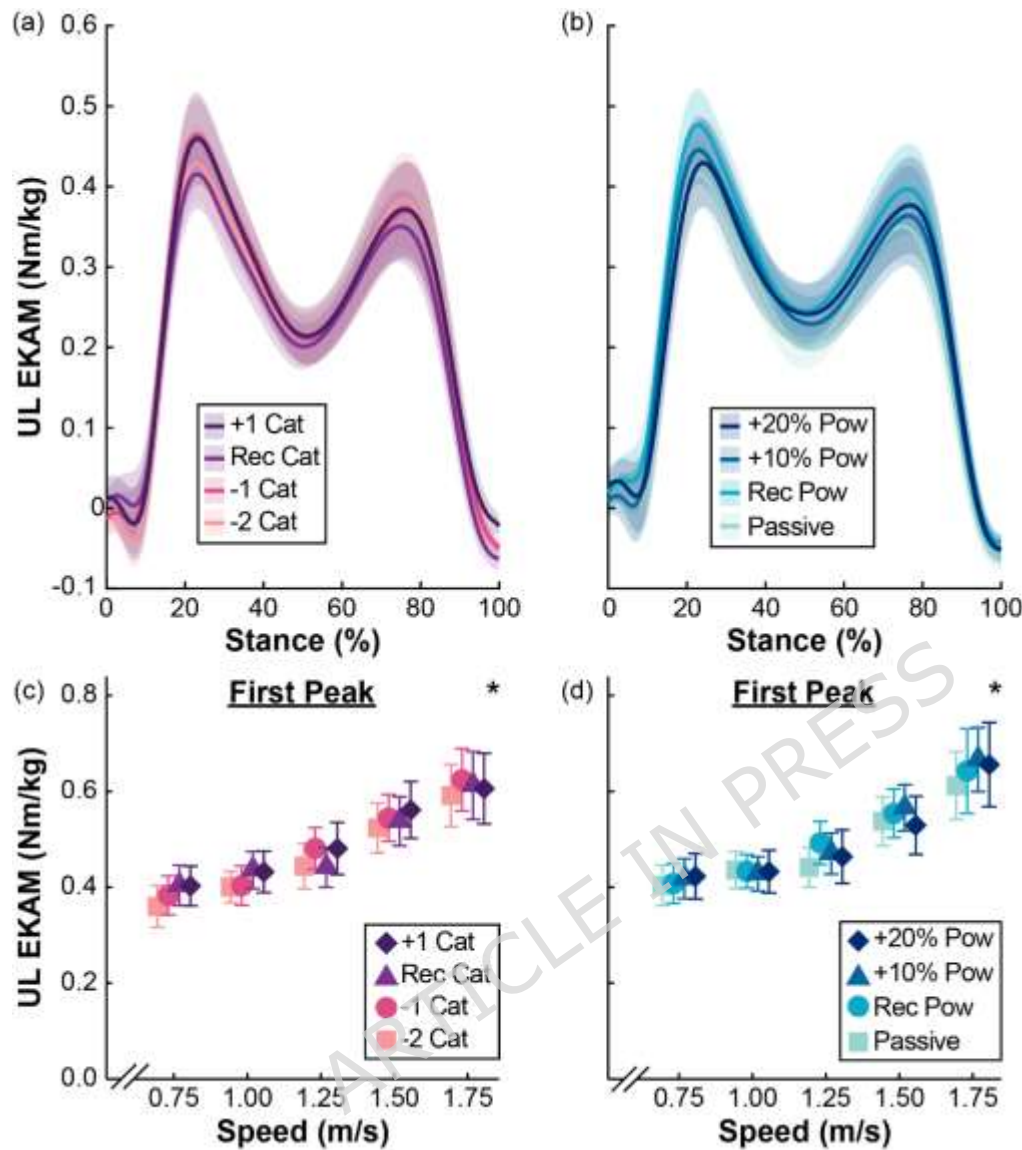 (a)
UL EKAM (Nm/kg)
0.6
0.5
0.4
0.3
0.2
0.1
0
-0.1
+1 Cat
Rec Cat
-1 Cat
-2 Cat
0 20 40 60 80 100
Stance (%)
(b)
+20% Pow
+10% Pow
Rec Pow
Passive
0 20 40 60 80 100
Stance (%)
(c)
First Peak
*
UL EKAM (Nm/kg)
0.8
0.6
0.4
0.2
0.0
+1 Cat
Rec Cat
-1 Cat
-2 Cat
0.75 1.00 1.25 1.50 1.75
Speed (m/s)
(d)
First Peak
*
+20% Pow
+10% Pow
Rec Pow
Passive
0.75 1.00 1.25 1.50 1.75
Speed (m/s)
ARTICLE IN PRESS